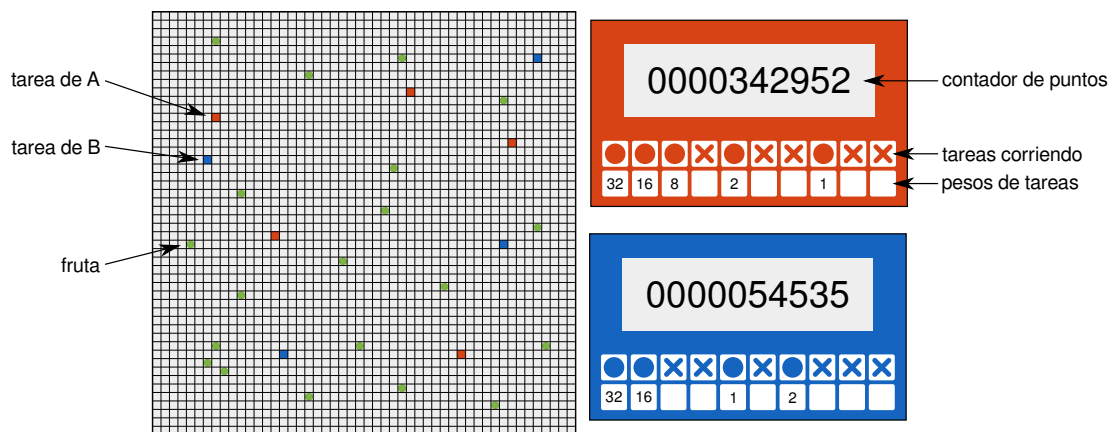 tarea de A
tarea de B
fruta
0000342952
contador de puntos
tareas corriendo
32 16 8 2 1
pesos de tareas
0000054535
32 16 1 2